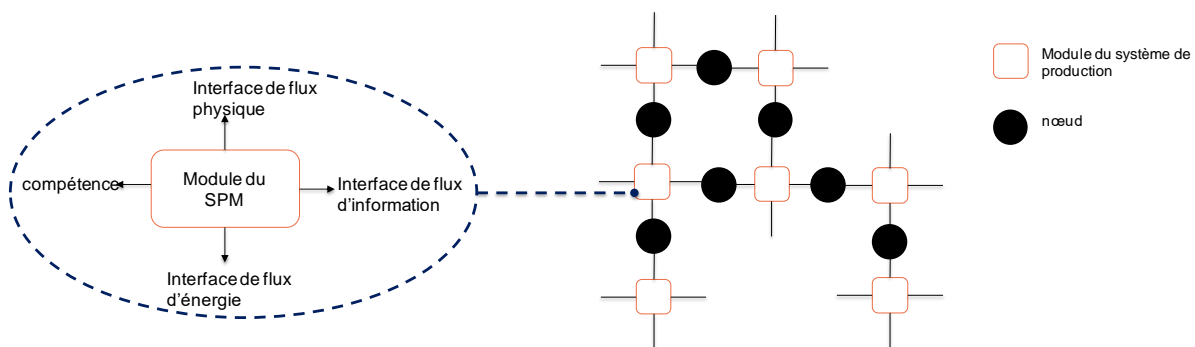 Interface de flux
physique
compétence
Module du
SPM
Interface de flux
d'information
Interface de flux
d'énergie
Module du système de
production
nœud